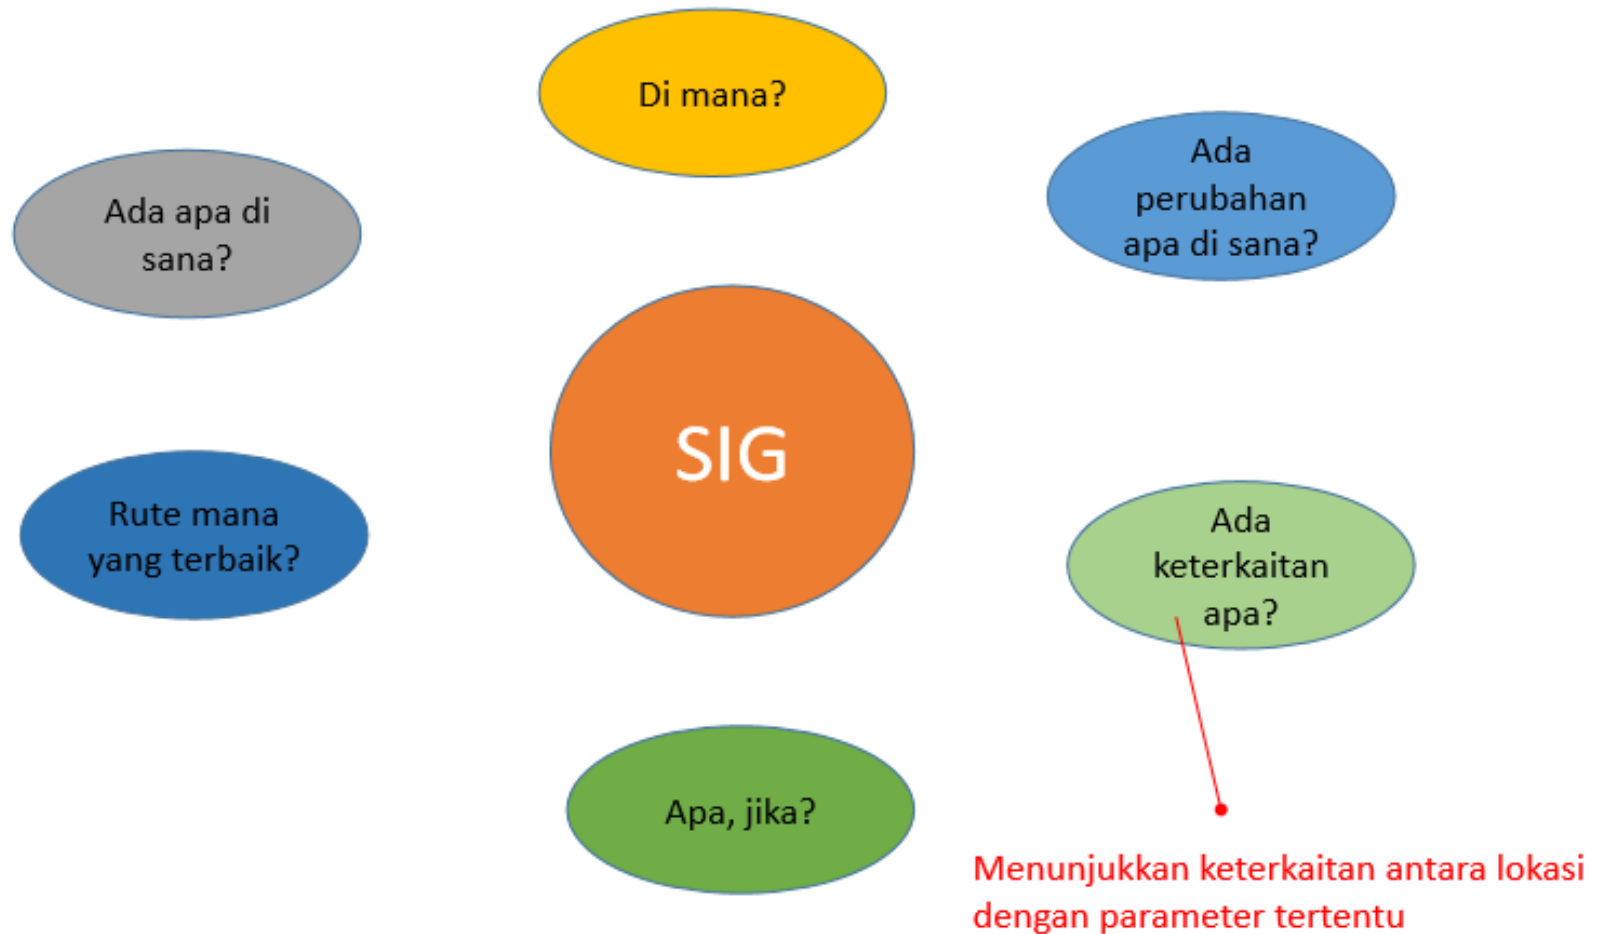 Di mana?
Ada
perubahan
apa di sana?
Ada apa di
sana?
SIG
Rute mana
yang terbaik?
Ada
keterkaitan
apa?
Apa, jika?
Menunjukkan keterkaitan antara lokasi
dengan parameter tertentu